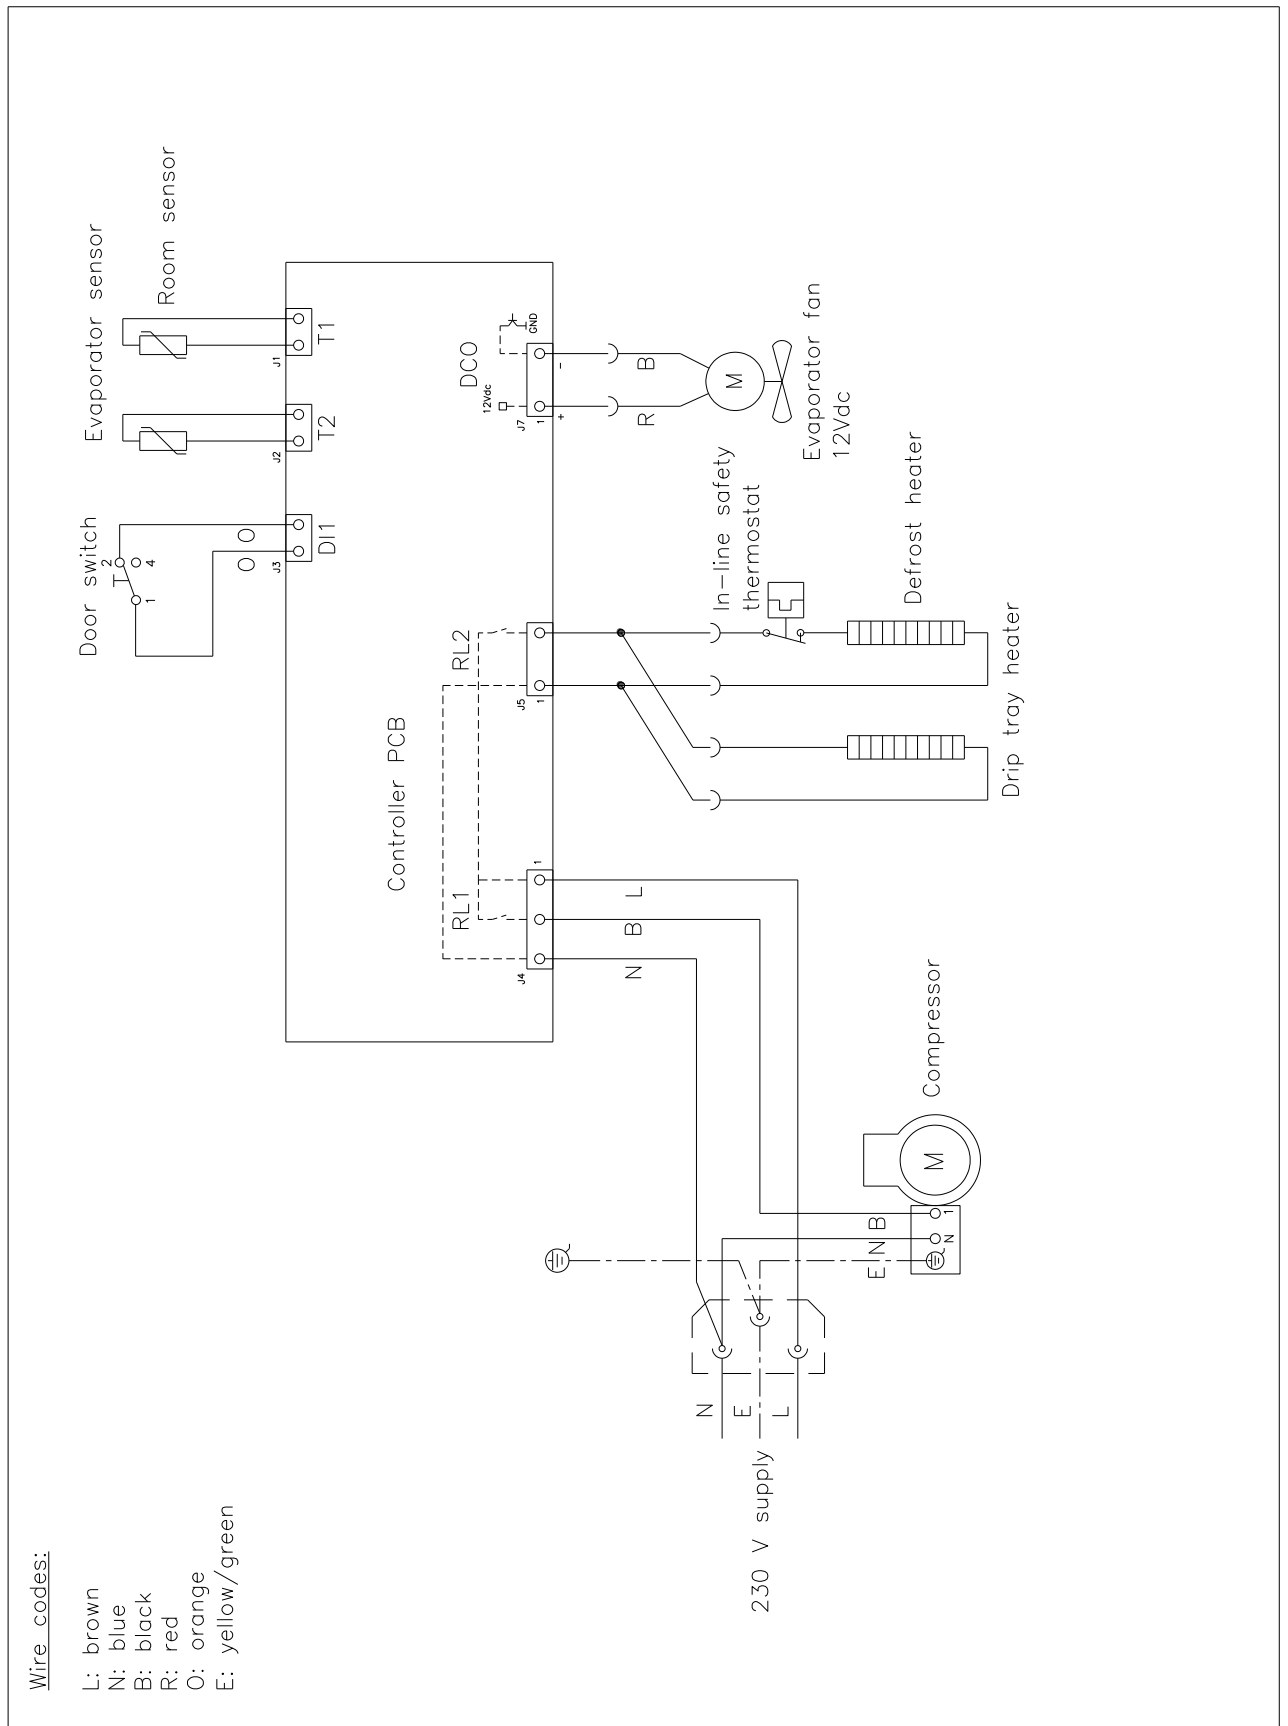 Wire codes:
L: brown
N: blue
B: black
R: red
O: orange
E: yellow/green
Door switch
2
1
4
O O
Evaporator sensor
Room sensor
J3
DI1
J2
T2
J1
T1
Controller PCB
RL1
RL2
DCO
12Vdc
GND
J4
1
J5
1
J7
1
+
-
N B L
R B
M
Evaporator fan
12Vdc
In-line safety
thermostat
Defrost heater
Drip tray heater
N
E
L
230 V supply
E N B
N 1
M
Compressor